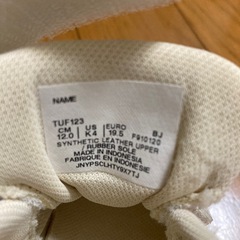 NAME
TUF123
CM US EURO BJ
12.0 K4 19.5 F910120
SYNTHETIC LEATHER UPPER
/ RUBBER SOLE
MADE IN INDONESIA
/ FABRIQUE EN INDONESIE
JNYPSCLHTY9X7TJ